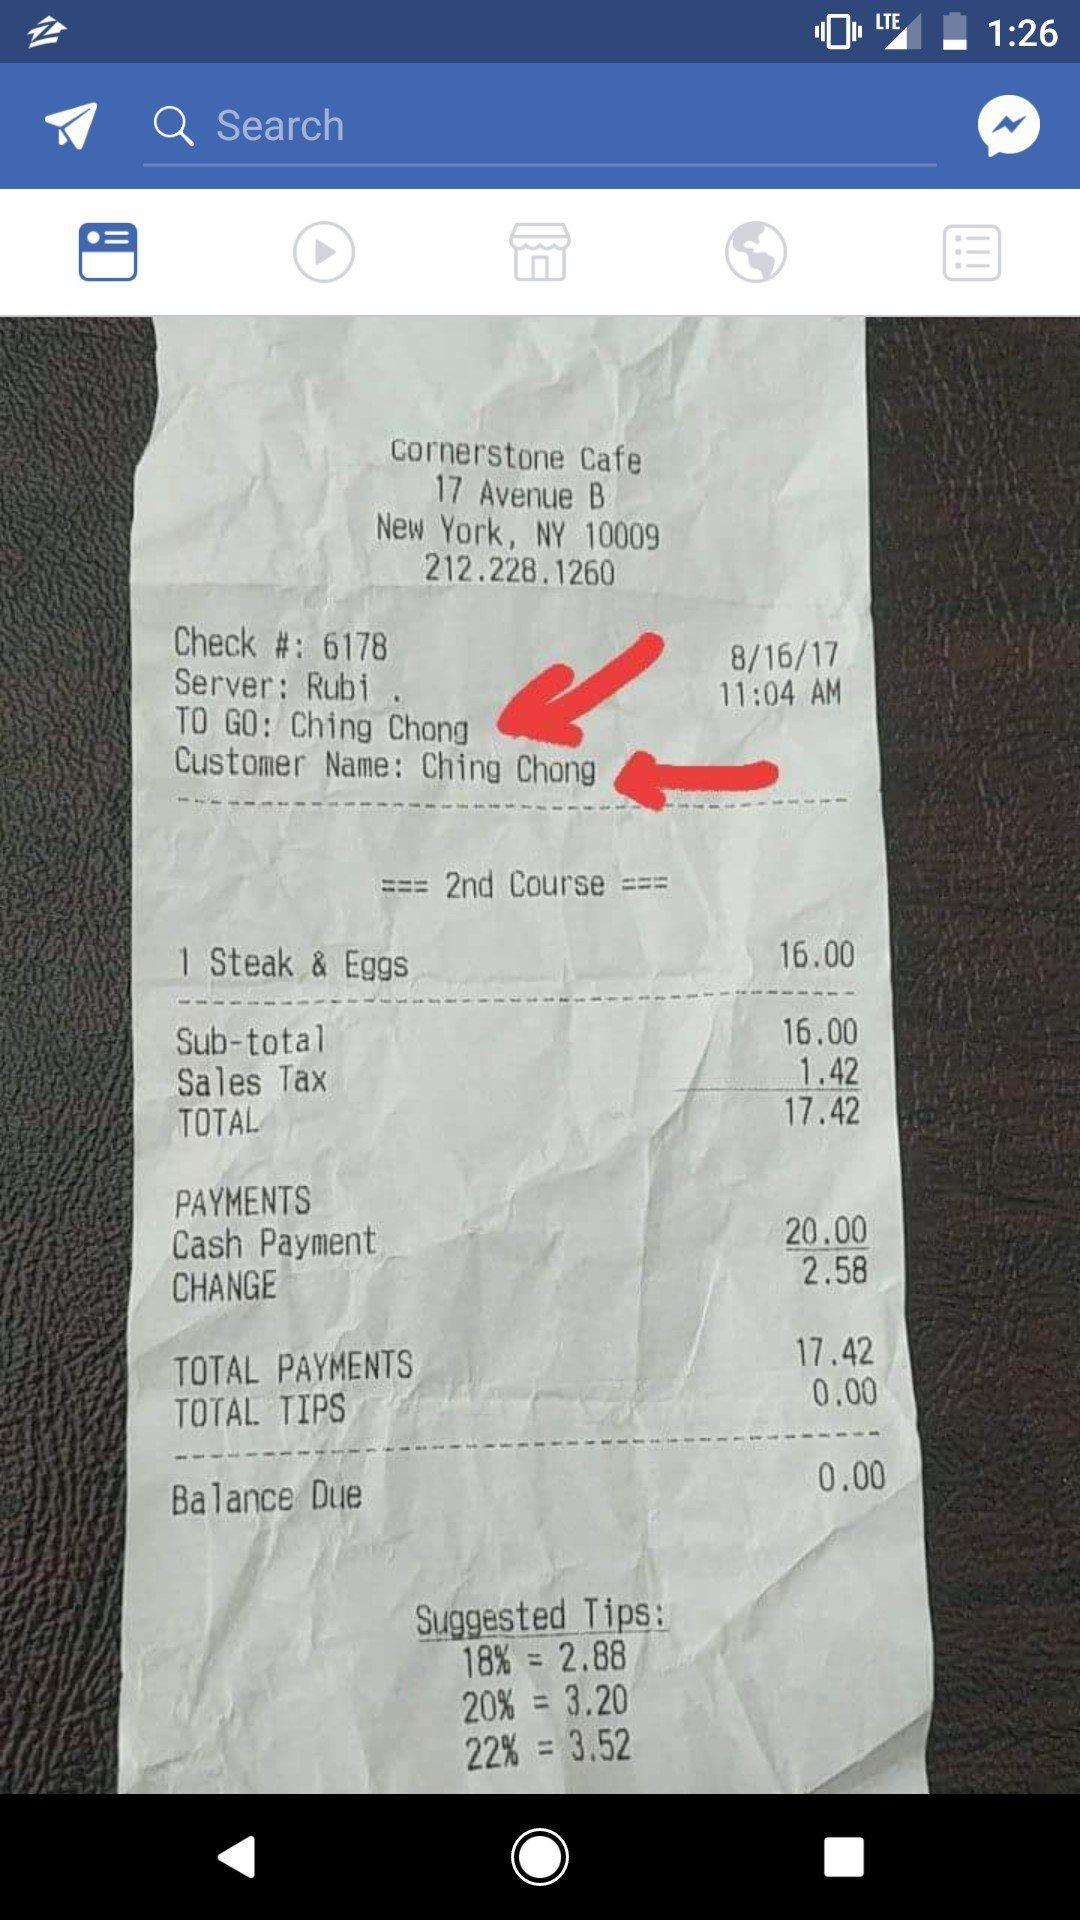 LTE 1:26
Search
Cornerstone Cafe
17 Avenue B
New York, NY 10009
212.228.1260
Check #: 6178 8/16/17
Server: Rubi . 11:04 AM
TO GO: Ching Chong
Customer Name: Ching Chong
=== 2nd Course ===
1 Steak & Eggs 16.00
Sub-total 16.00
Sales Tax 1.42
TOTAL 17.42
PAYMENTS
Cash Payment 20.00
CHANGE 2.58
TOTAL PAYMENTS 17.42
TOTAL TIPS 0.00
Balance Due 0.00
Suggested Tips:
18% = 2.88
20% = 3.20
22% = 3.52